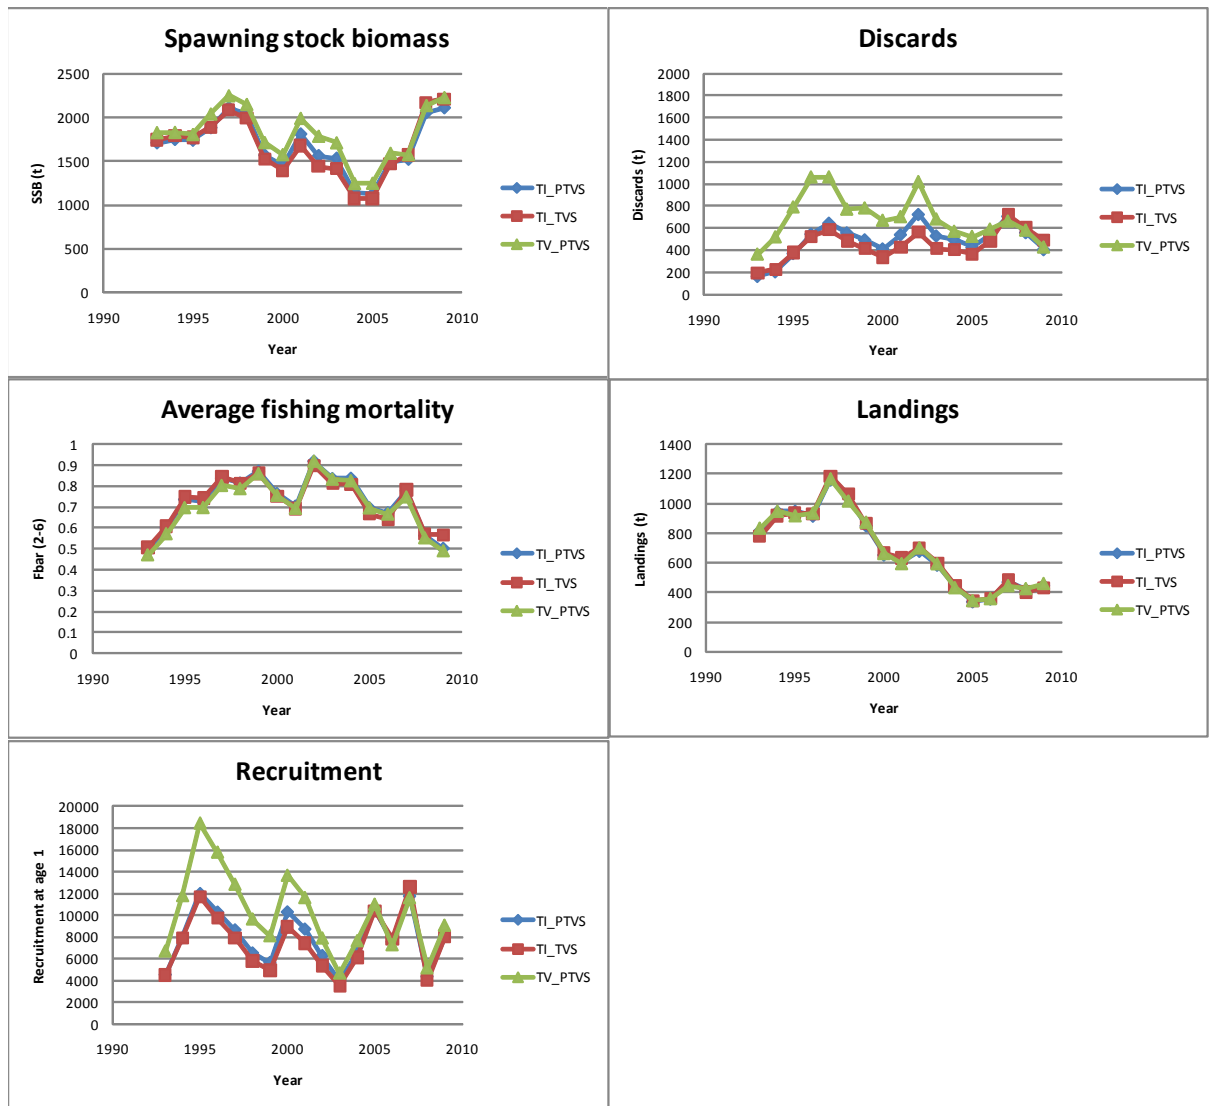 Spawning stock biomass
2500
2000
1500
1000
500
0
SSB (t)
1990 1995 2000 2005 2010
Year
TI_PTVS
TI_TVS
TV_PTVS
Discards
2000
1800
1600
1400
1200
1000
800
600
400
200
0
Discards (t)
1990 1995 2000 2005 2010
Year
TI_PTVS
TI_TVS
TV_PTVS
Average fishing mortality
1
0.9
0.8
0.7
0.6
0.5
0.4
0.3
0.2
0.1
0
Fbar (2-6)
1990 1995 2000 2005 2010
Year
TI_PTVS
TI_TVS
TV_PTVS
Landings
1400
1200
1000
800
600
400
200
0
Landings (t)
1990 1995 2000 2005 2010
Year
TI_PTVS
TI_TVS
TV_PTVS
Recruitment
20000
18000
16000
14000
12000
10000
8000
6000
4000
2000
0
Recruitment at age 1
1990 1995 2000 2005 2010
Year
TI_PTVS
TI_TVS
TV_PTVS